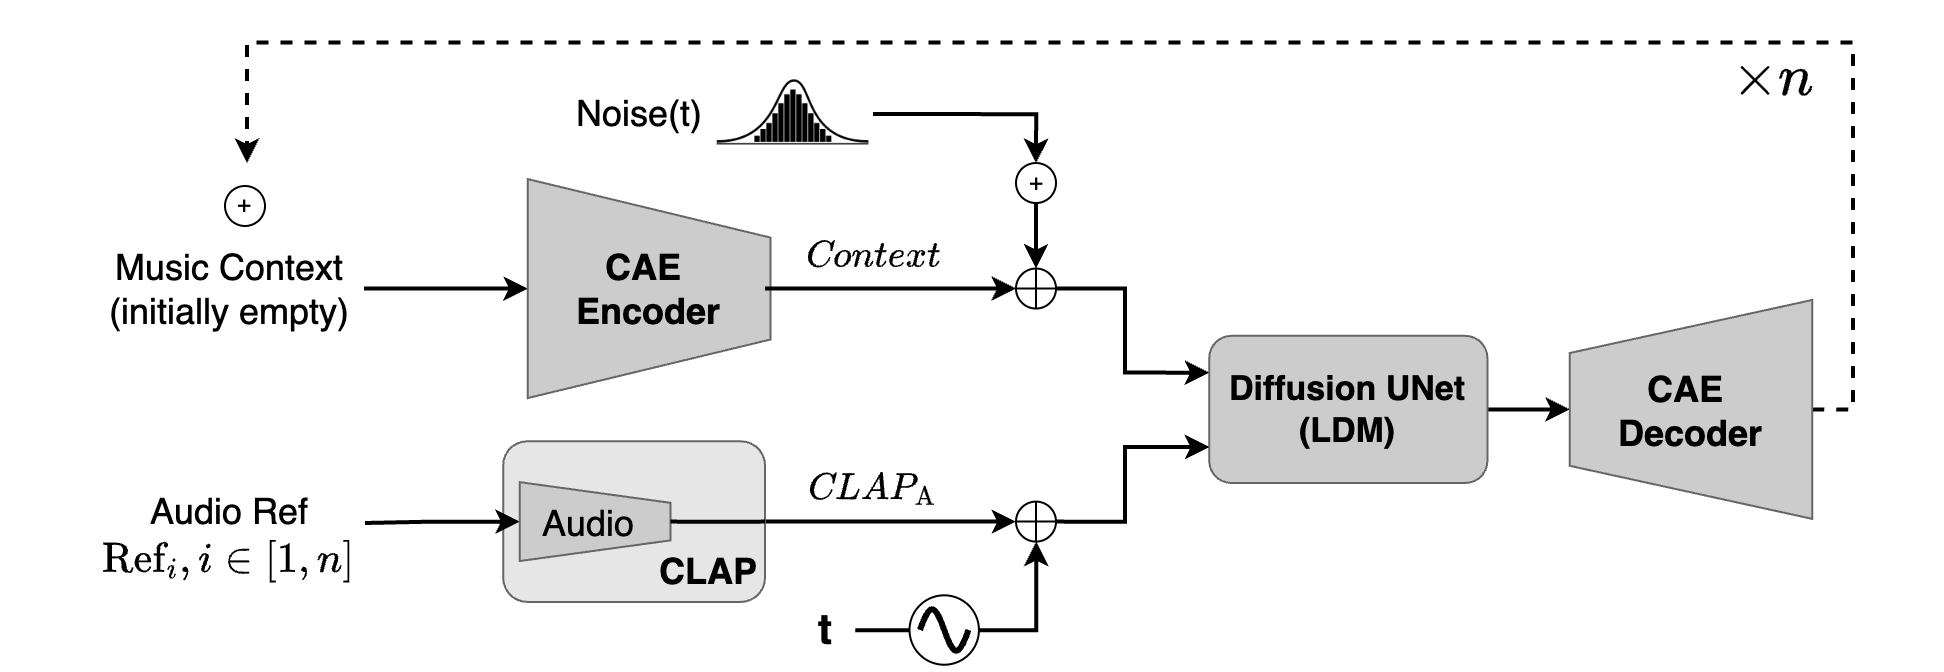 ×n
Noise(t)
+
+
Music Context
(initially empty)
CAE
Encoder
Context
Diffusion UNet
(LDM)
CAE
Decoder
Audio Ref
Refᵢ, i ∈ [1, n]
Audio
CLAP
CLAP_A
t